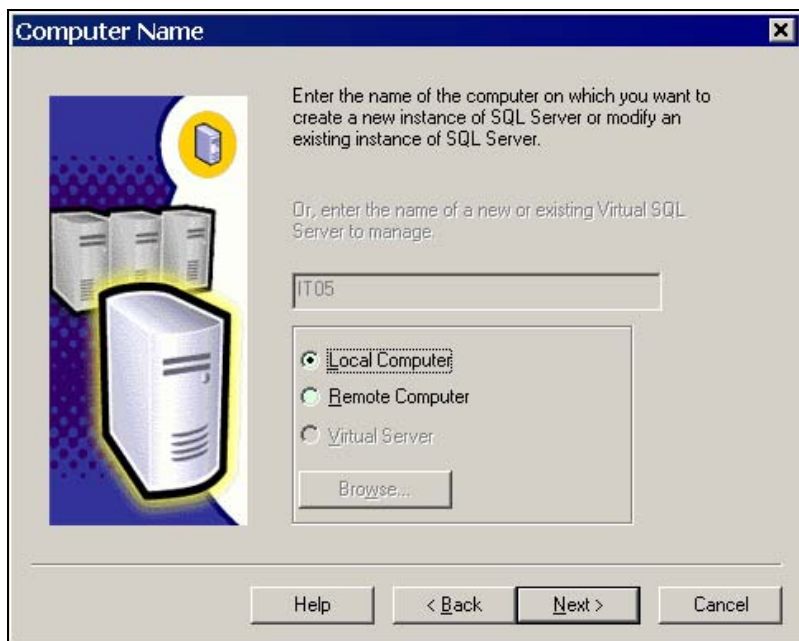 Computer Name
Enter the name of the computer on which you want to
create a new instance of SQL Server or modify an
existing instance of SQL Server.
Or, enter the name of a new or existing Virtual SQL
Server to manage.
IT05
Local Computer
Remote Computer
Virtual Server
Browse...
Help
< Back
Next >
Cancel